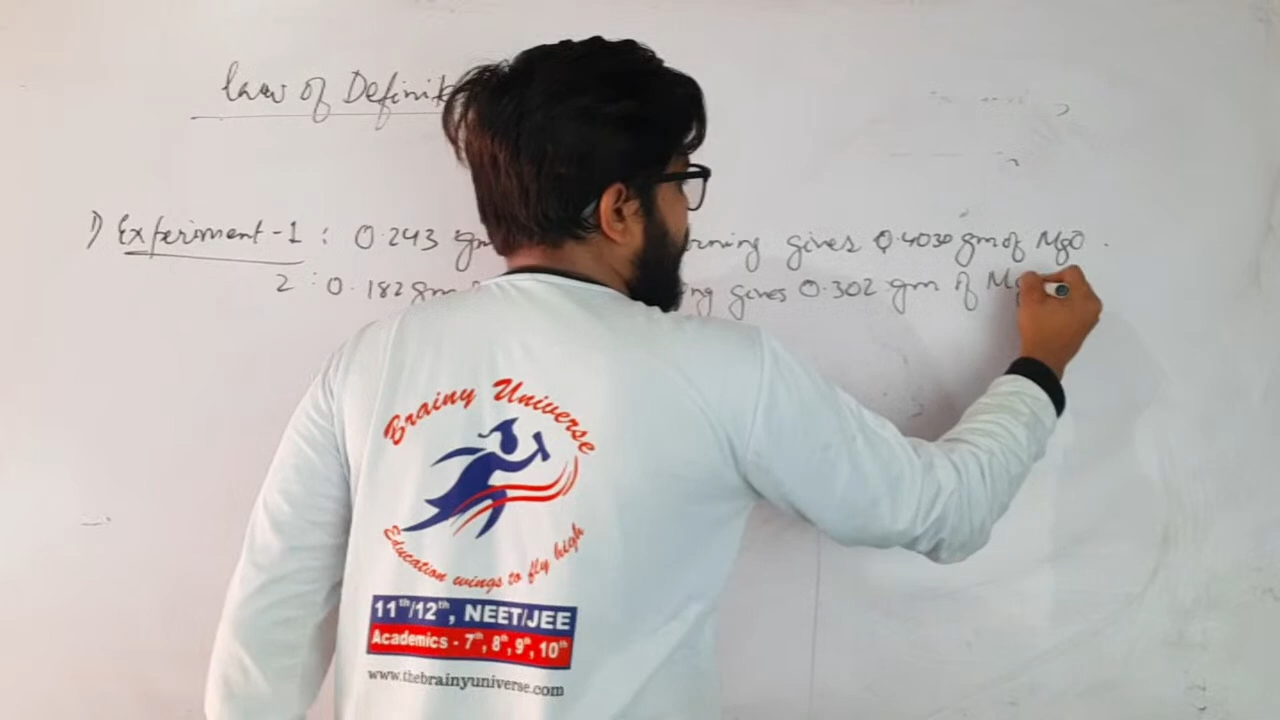 law of Definit
1) Experiment-1 : 0.243 gm rning gives 0.4030 gm of MgO .
2 : 0.182 gm ng gives 0.302 gm of Mg
Brainy Universe
Education wings to fly high
11th/12th, NEET/JEE
Academics - 7th, 8th, 9th, 10th
www.thebrainyuniverse.com